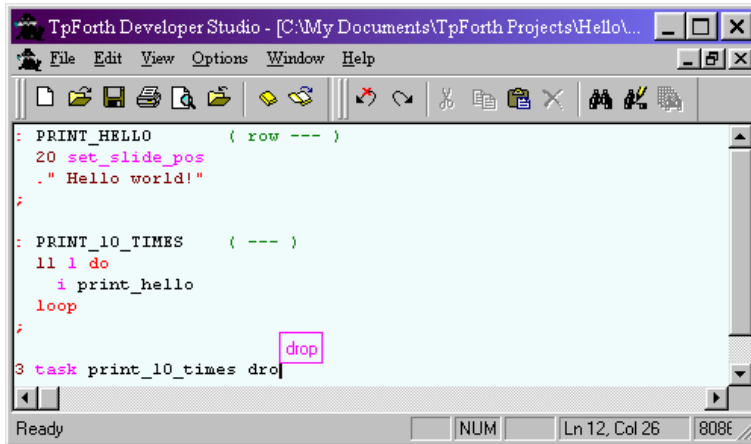 TpForth Developer Studio - [C:\My Documents\TpForth Projects\Hello\...
File Edit View Options Window Help
: PRINT_HELLO ( row --- )
20 set_slide_pos
." Hello world!"
;
: PRINT_10_TIMES ( --- )
11 1 do
i print_hello
loop
;
drop
3 task print_10_times dro
Ready NUM Ln 12, Col 26 8086